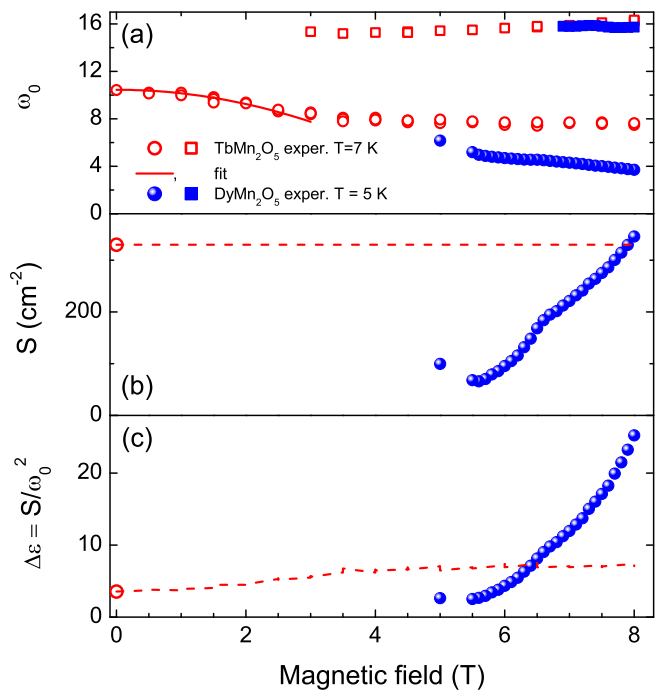 16
(a)
12
ω₀
8
TbMn₂O₅ exper. T=7 K
, fit
4
DyMn₂O₅ exper. T = 5 K
0
S (cm⁻²)
200
(b)
0
(c)
20
Δε = S/ω₀²
10
0
0 2 4 6 8
Magnetic field (T)